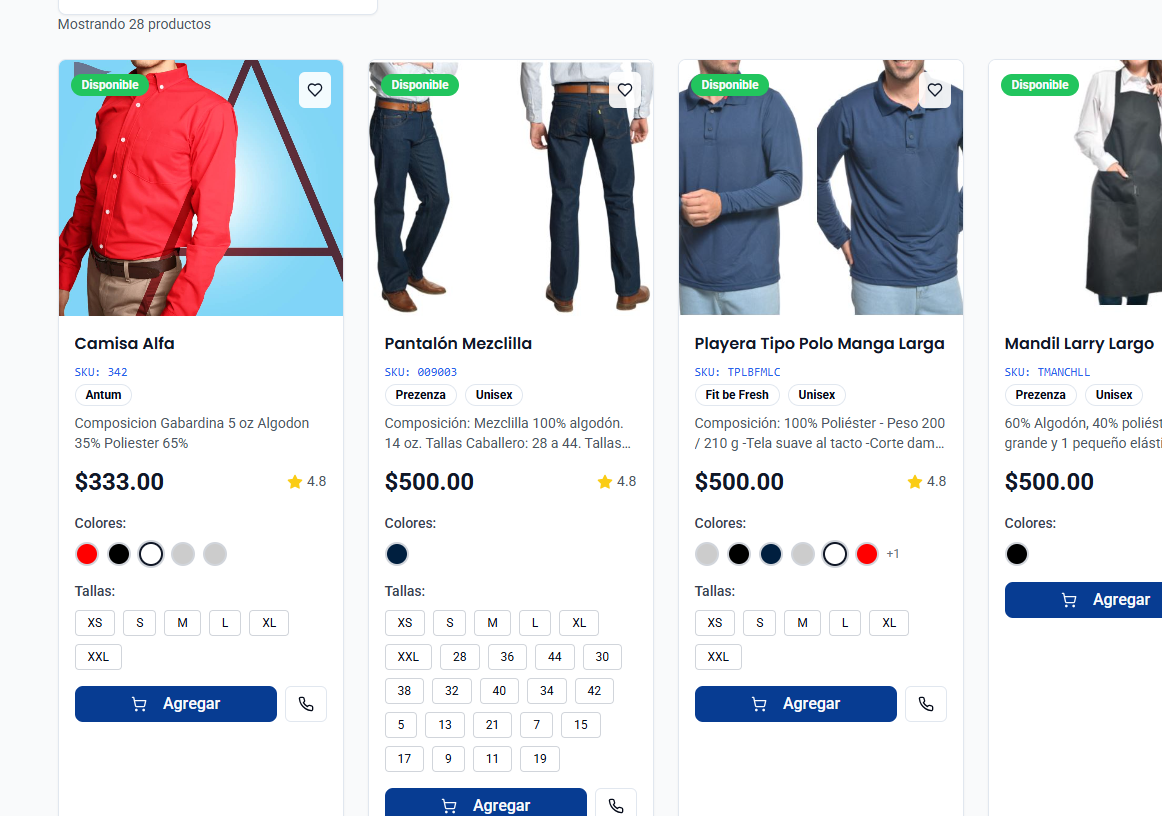 Mostrando 28 productos
Disponible
Camisa Alfa
SKU: 342
Antum
Composicion Gabardina 5 oz Algodon
35% Poliester 65%
$333.00
4.8
Colores:
Tallas:
XS S M L XL
XXL
Agregar
Disponible
Pantalón Mezclilla
SKU: 009003
Prezenza Unisex
Composición: Mezclilla 100% algodón.
14 oz. Tallas Caballero: 28 a 44. Tallas...
$500.00
4.8
Colores:
Tallas:
XS S M L XL
XXL 28 36 44 30
38 32 40 34 42
5 13 21 7 15
17 9 11 19
Agregar
Disponible
Playera Tipo Polo Manga Larga
SKU: TPLBFMLC
Fit be Fresh Unisex
Composición: 100% Poliéster - Peso 200
/ 210 g -Tela suave al tacto -Corte dam...
$500.00
4.8
Colores:
+1
Tallas:
XS S M L XL
XXL
Agregar
Disponible
Mandil Larry Largo
SKU: TMANCHLL
Prezenza Unisex
60% Algodón, 40% poliést
grande y 1 pequeño elásti
$500.00
Colores:
Agregar